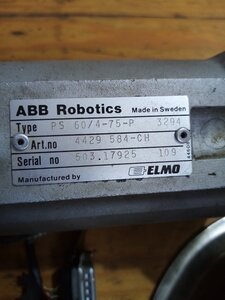 ABB Robotics Made in Sweden
Type PS 60/4-75-P 3294
Art.no 4429 584-CH
Serial no 503.17925 109
Manufactured by ELMO